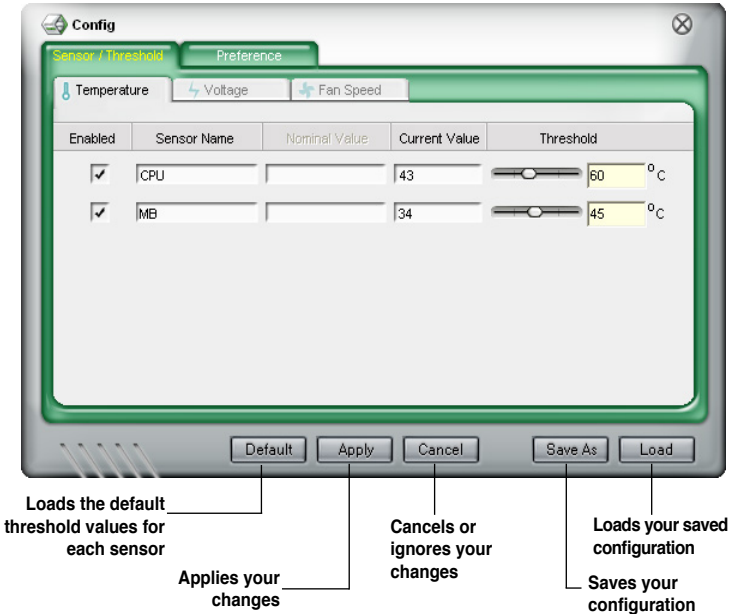 Config
Sensor / Threshold Preference
Temperature Voltage Fan Speed
Enabled Sensor Name Nominal Value Current Value Threshold
CPU 43 60 °C
MB 34 45 °C
Default Apply Cancel Save As Load
Loads the default
threshold values for
each sensor
Applies your
changes
Cancels or
ignores your
changes
Saves your
configuration
Loads your saved
configuration